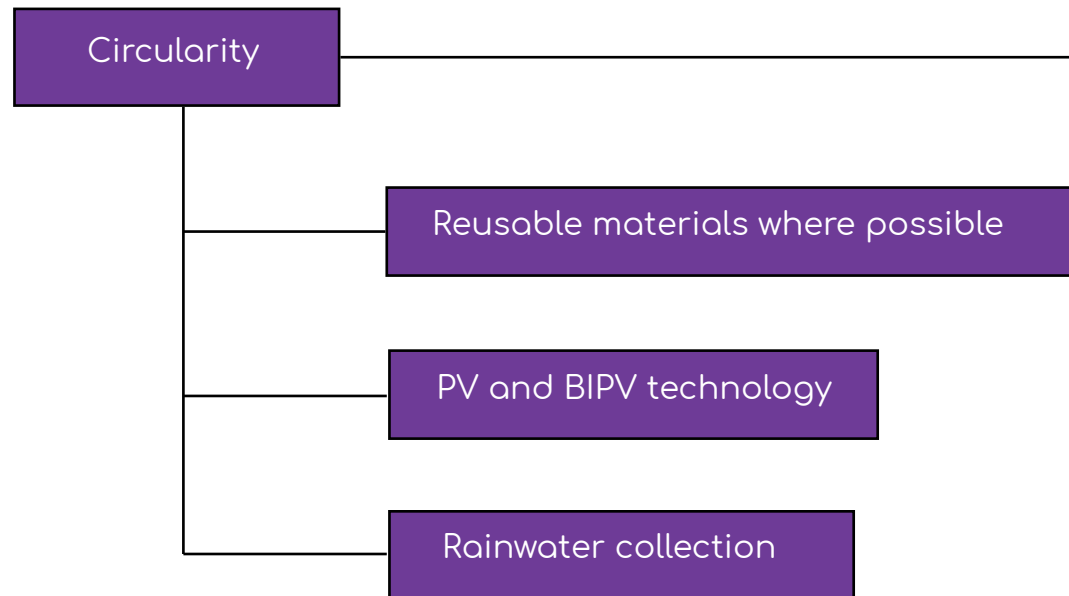 Circularity
Reusable materials where possible
PV and BIPV technology
Rainwater collection